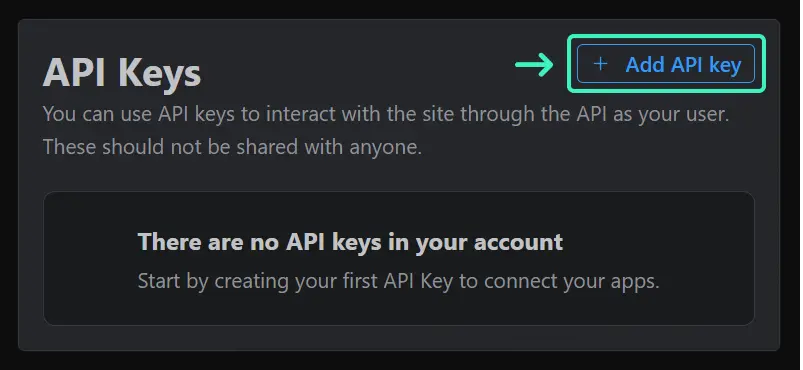 API Keys
+ Add API key
You can use API keys to interact with the site through the API as your user.
These should not be shared with anyone.
There are no API keys in your account
Start by creating your first API Key to connect your apps.